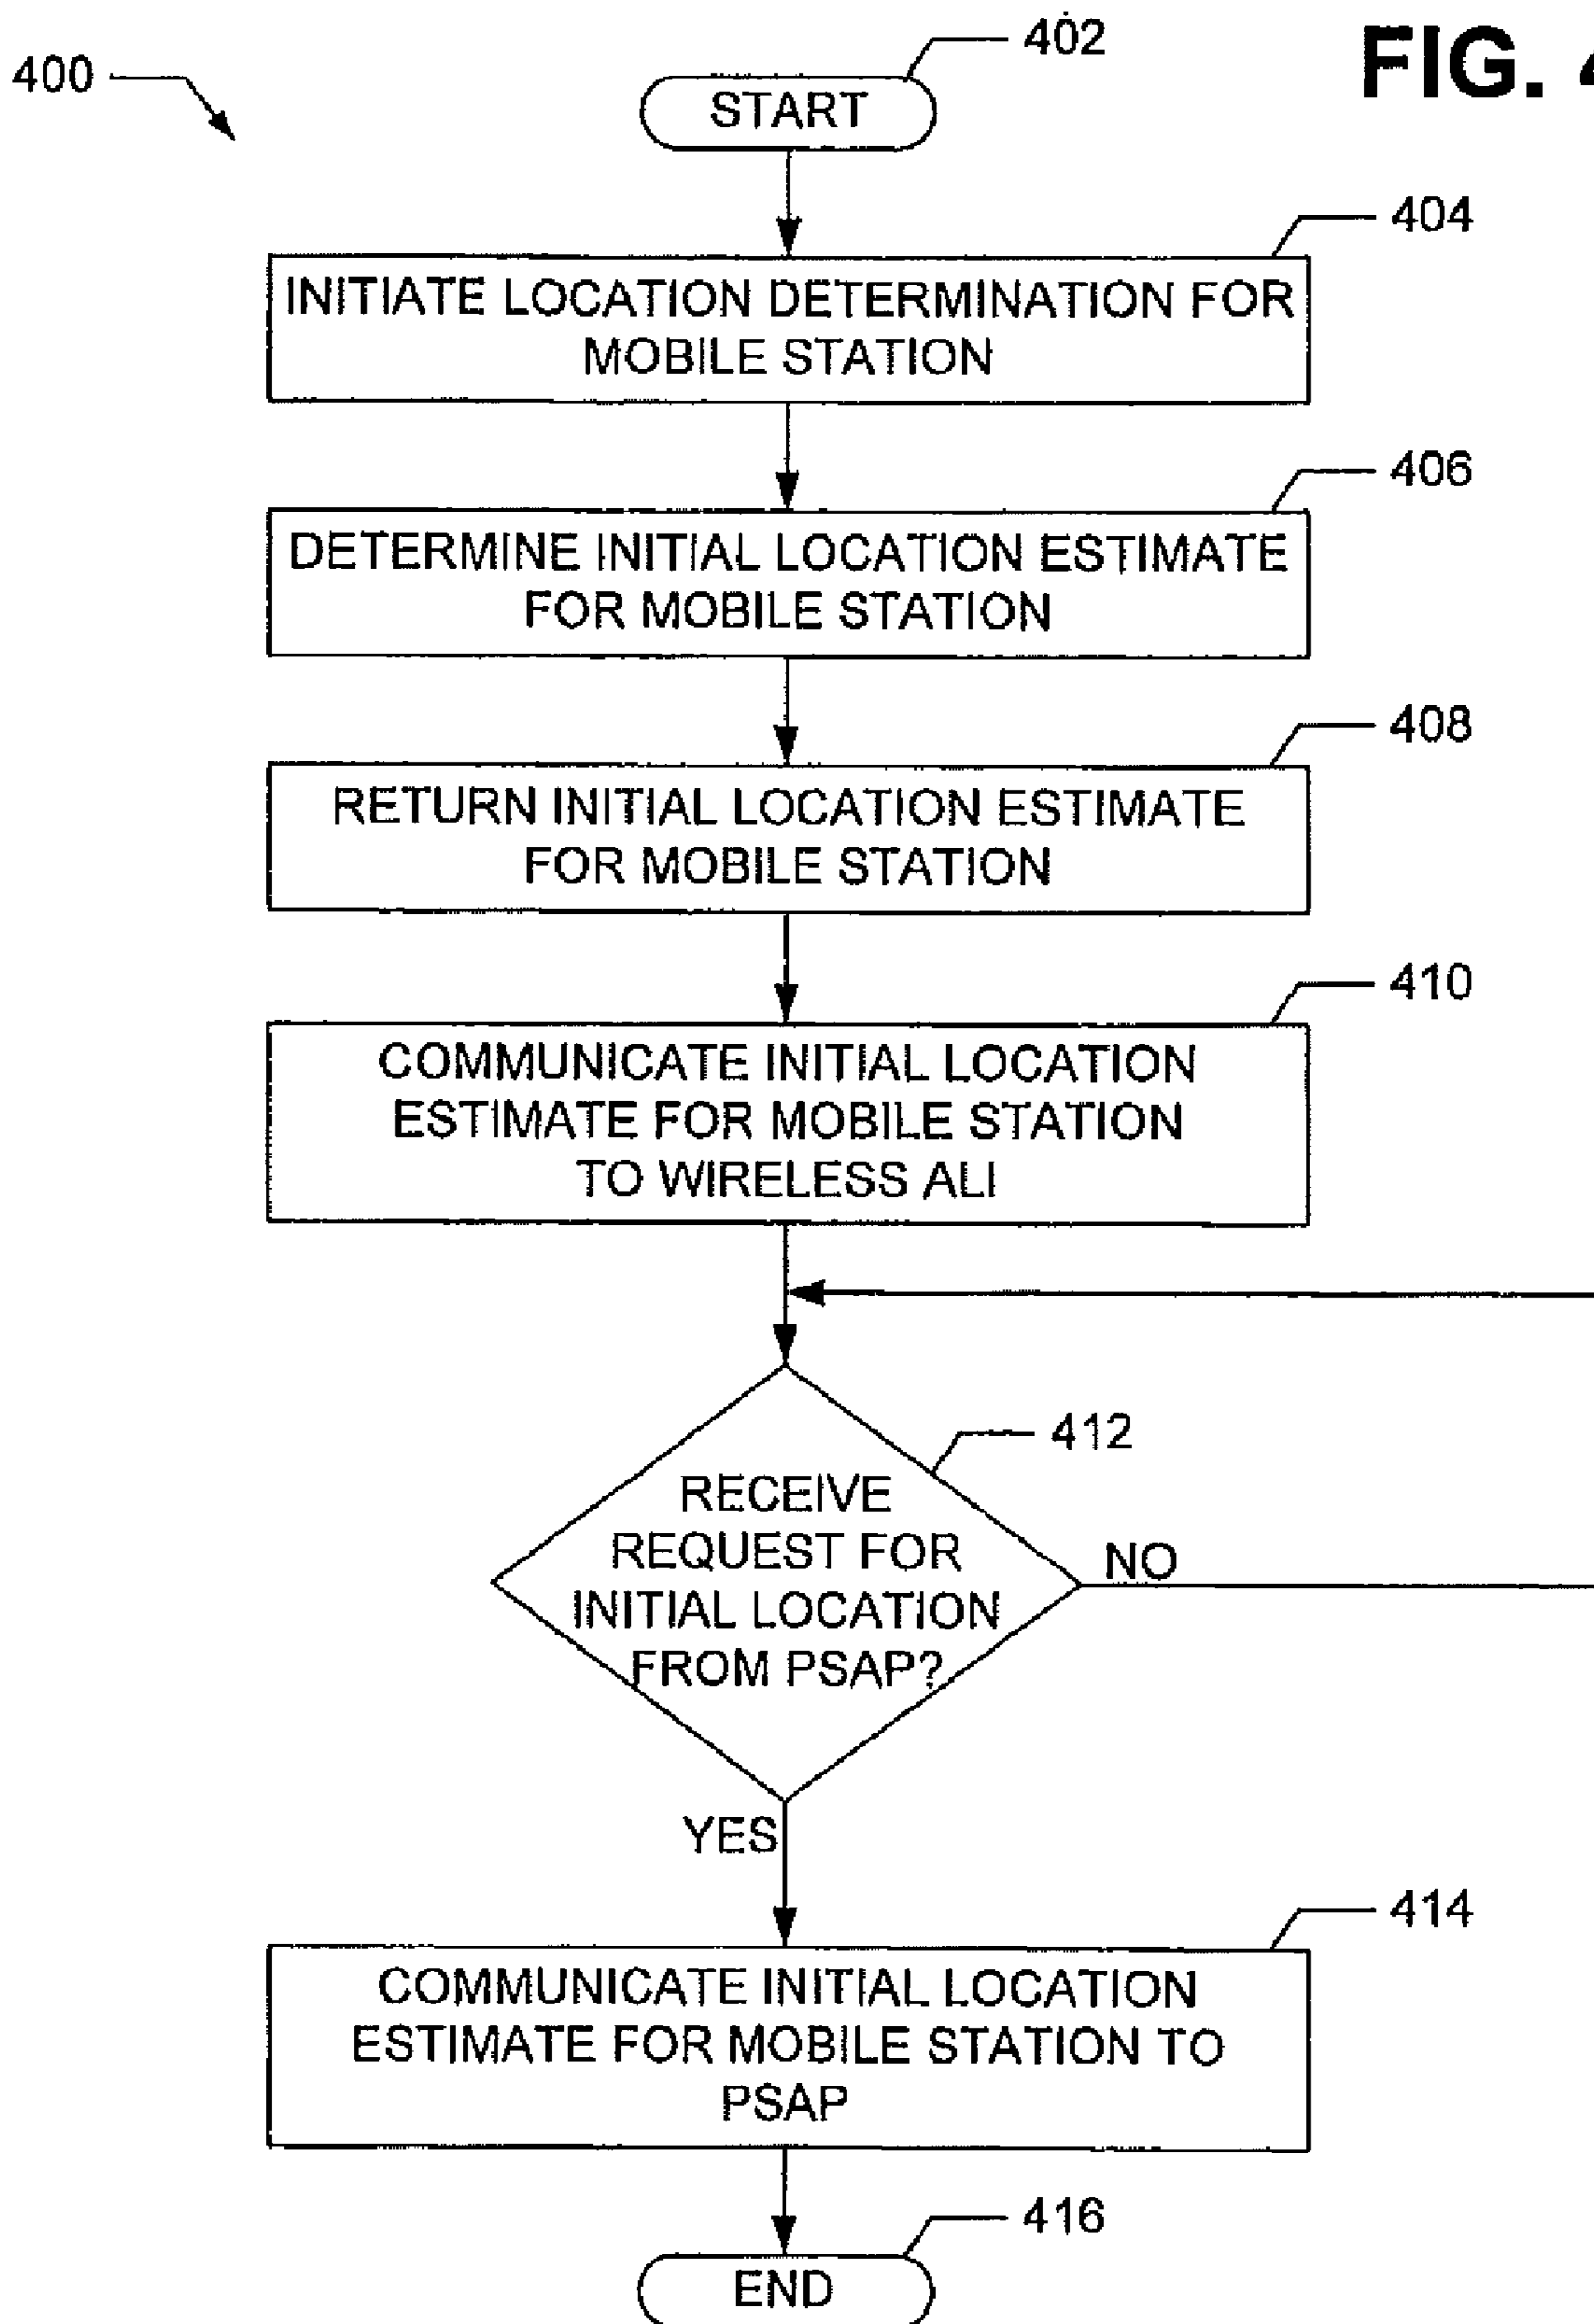 402
FIG. 4
400
START
404
INITIATE LOCATION DETERMINATION FOR
MOBILE STATION
406
DETERMINE INITIAL LOCATION ESTIMATE
FOR MOBILE STATION
408
RETURN INITIAL LOCATION ESTIMATE
FOR MOBILE STATION
410
COMMUNICATE INITIAL LOCATION
ESTIMATE FOR MOBILE STATION
TO WIRELESS ALI
412
RECEIVE
REQUEST FOR
INITIAL LOCATION
FROM PSAP?
NO
YES
414
COMMUNICATE INITIAL LOCATION
ESTIMATE FOR MOBILE STATION TO
PSAP
416
END